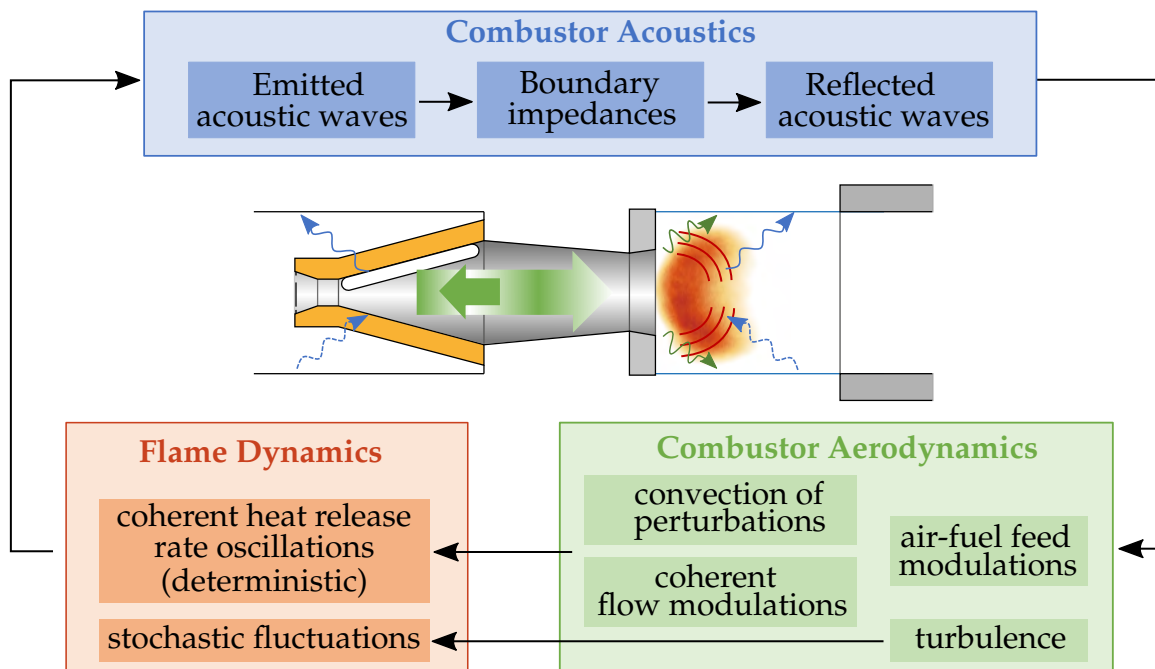 Combustor Acoustics
Emitted
acoustic waves
Boundary
impedances
Reflected
acoustic waves
Flame Dynamics
coherent heat release
rate oscillations
(deterministic)
stochastic fluctuations
Combustor Aerodynamics
convection of
perturbations
coherent
flow modulations
air-fuel feed
modulations
turbulence